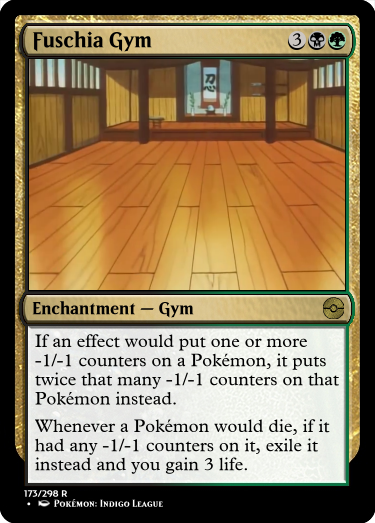 Fuschia Gym 3
忍
Enchantment — Gym
If an effect would put one or more
-1/-1 counters on a Pokémon, it puts
twice that many -1/-1 counters on that
Pokémon instead.
Whenever a Pokémon would die, if it
had any -1/-1 counters on it, exile it
instead and you gain 3 life.
173/298 R
• Pokémon: Indigo League